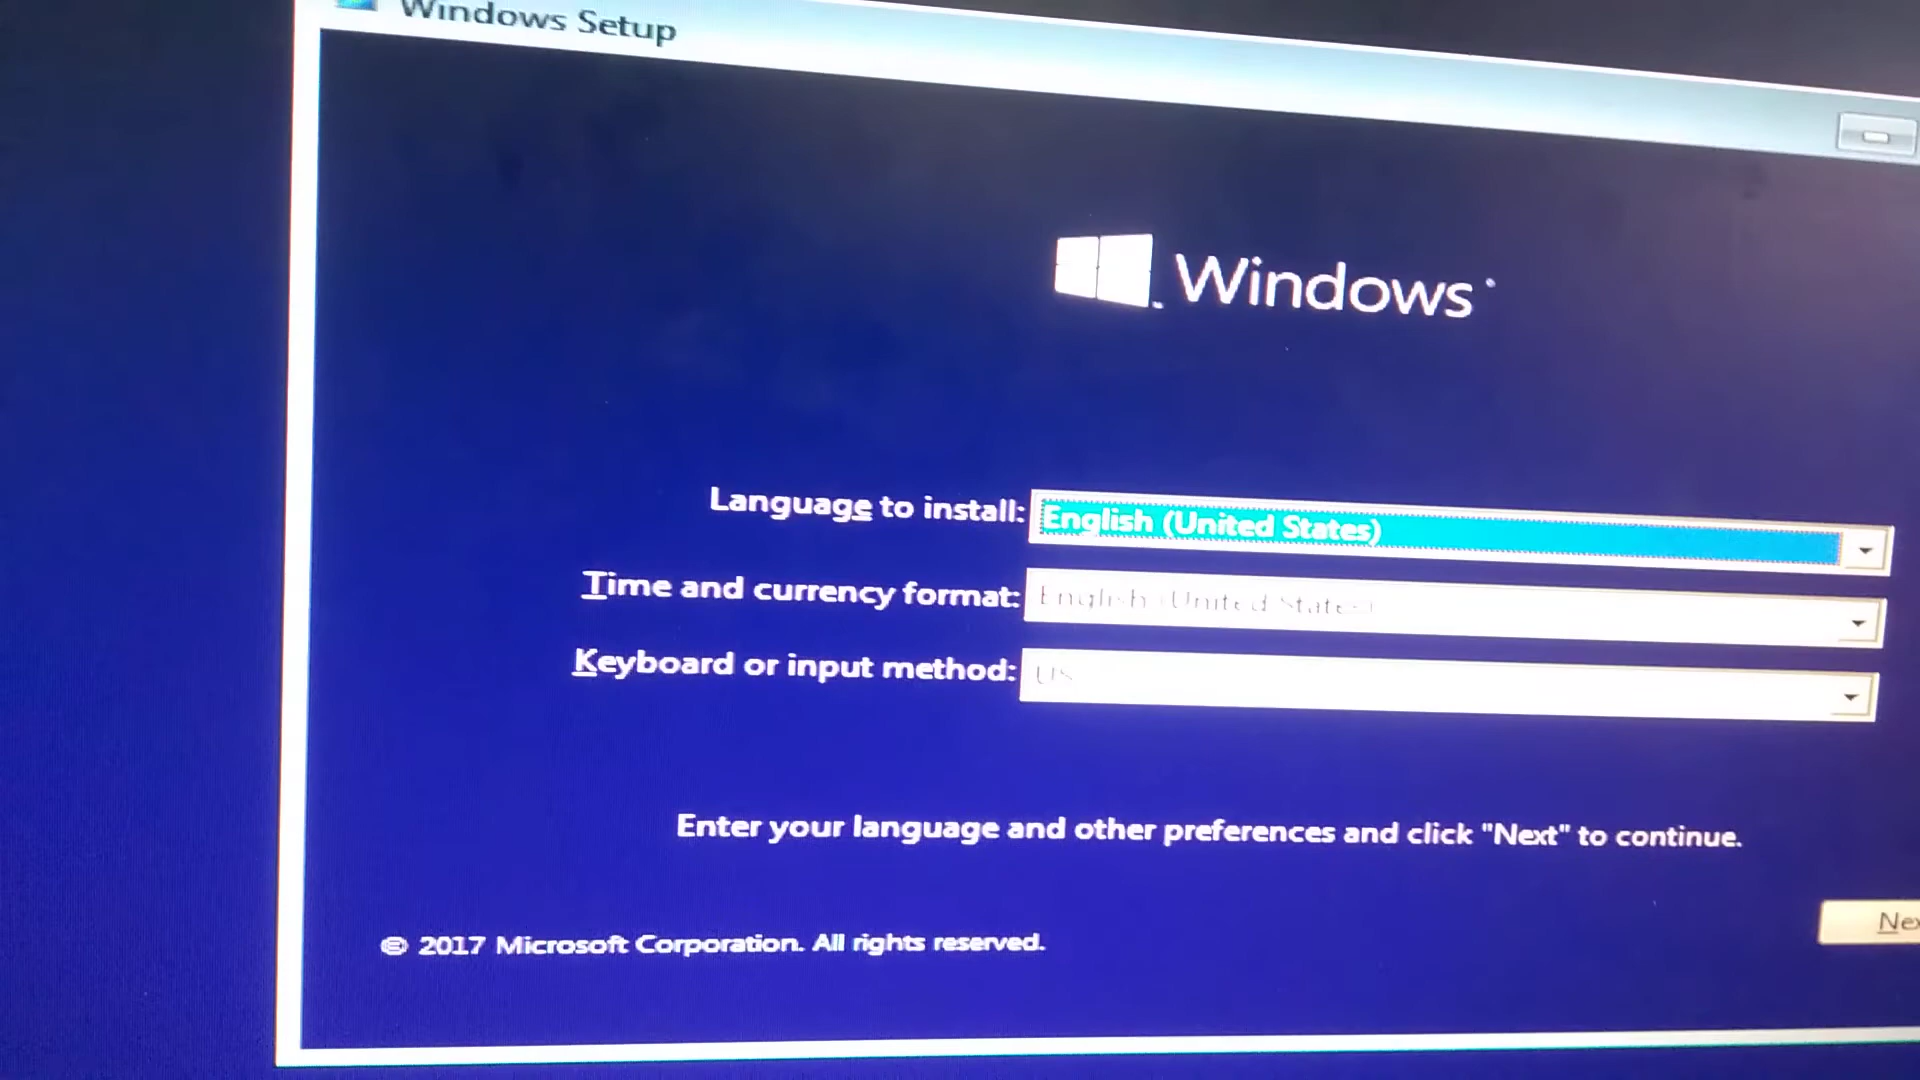 Windows Setup
Windows
Language to install: English (United States)
Time and currency format: English (United States)
Keyboard or input method: US
Enter your language and other preferences and click "Next" to continue.
© 2017 Microsoft Corporation. All rights reserved.
Nex